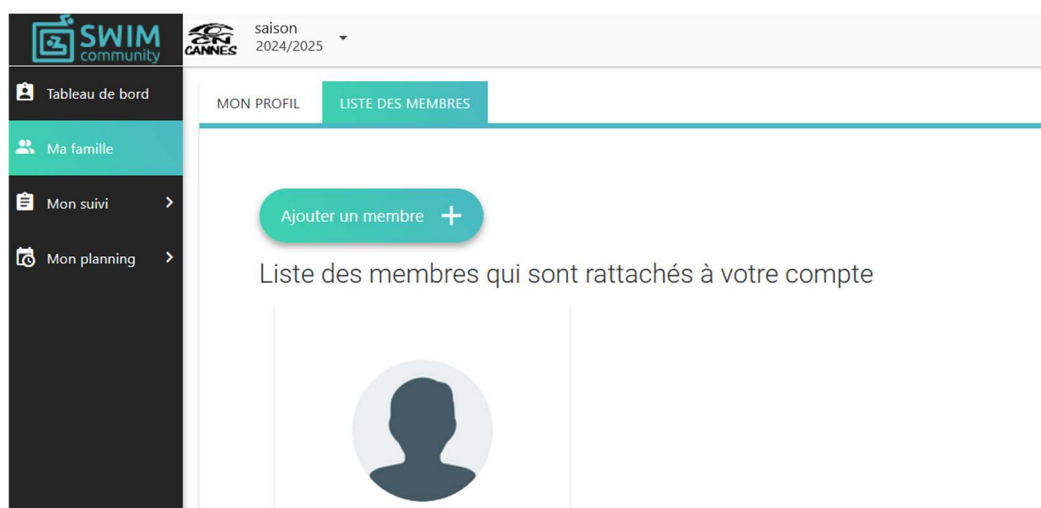 SWIM
community
CN
CANNES
saison
2024/2025
Tableau de bord
Ma famille
Mon suivi
Mon planning
MON PROFIL
LISTE DES MEMBRES
Ajouter un membre +
Liste des membres qui sont rattachés à votre compte